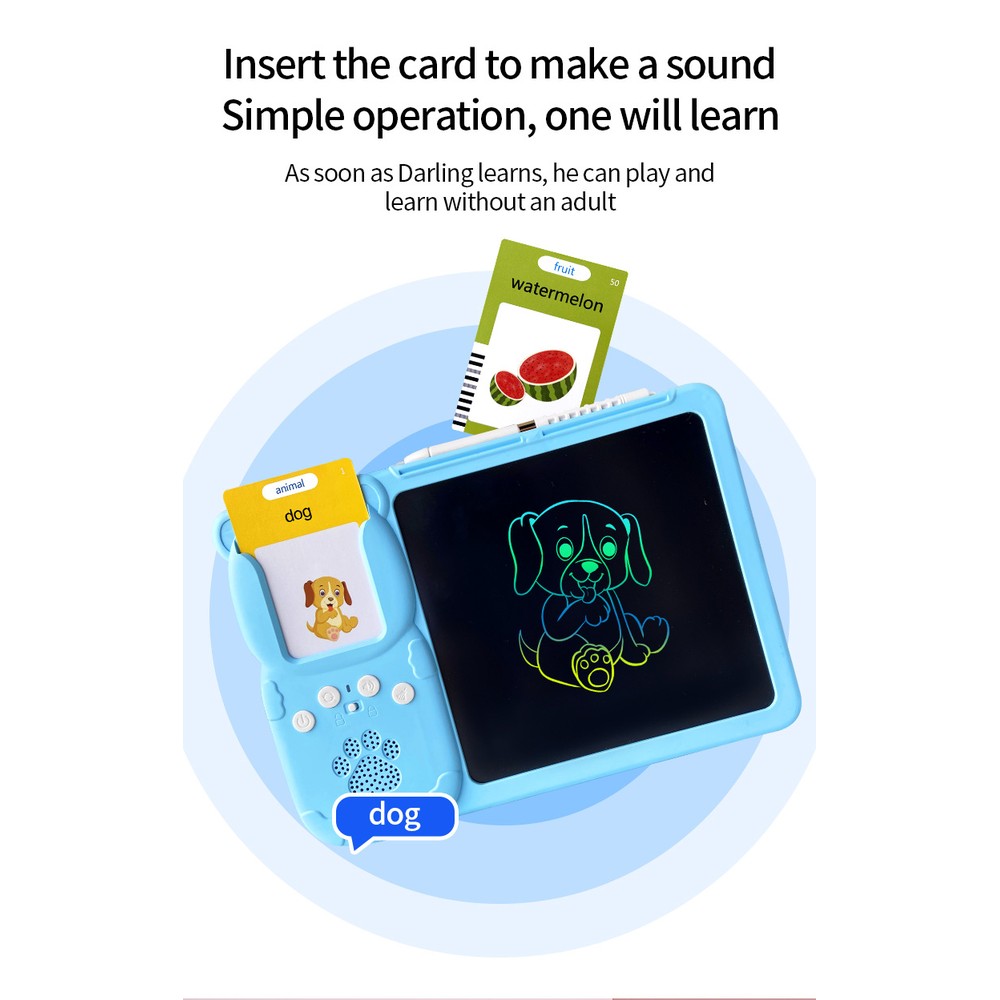 Insert the card to make a sound
Simple operation, one will learn
As soon as Darling learns, he can play and
learn without an adult
fruit
50
watermelon
1
animal
dog
dog